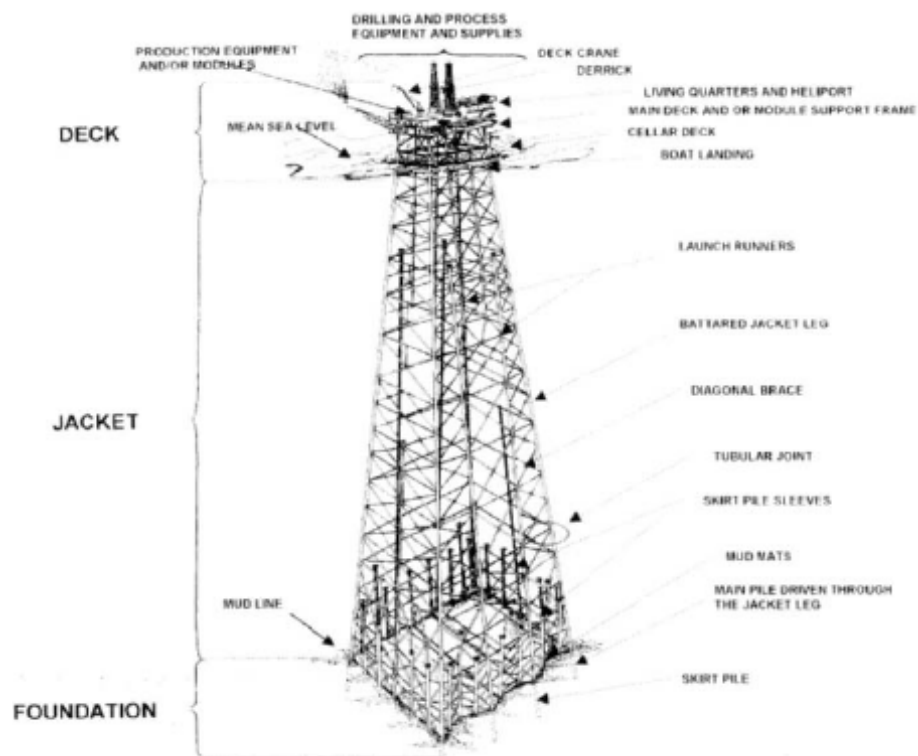 DRILLING AND PROCESS
EQUIPMENT AND SUPPLIES
PRODUCTION EQUIPMENT
AND/OR MODULES
DECK CRANE
DERRICK
LIVING QUARTERS AND HELIPORT
MAIN DECK AND OR MODULE SUPPORT FRAME
DECK
MEAN SEA LEVEL
CELLAR DECK
BOAT LANDING
LAUNCH RUNNERS
BATTARED JACKET LEG
DIAGONAL BRACE
JACKET
TUBULAR JOINT
SKIRT PILE SLEEVES
MUD MATS
MAIN PILE DRIVEN THROUGH
THE JACKET LEG
MUD LINE
SKIRT PILE
FOUNDATION